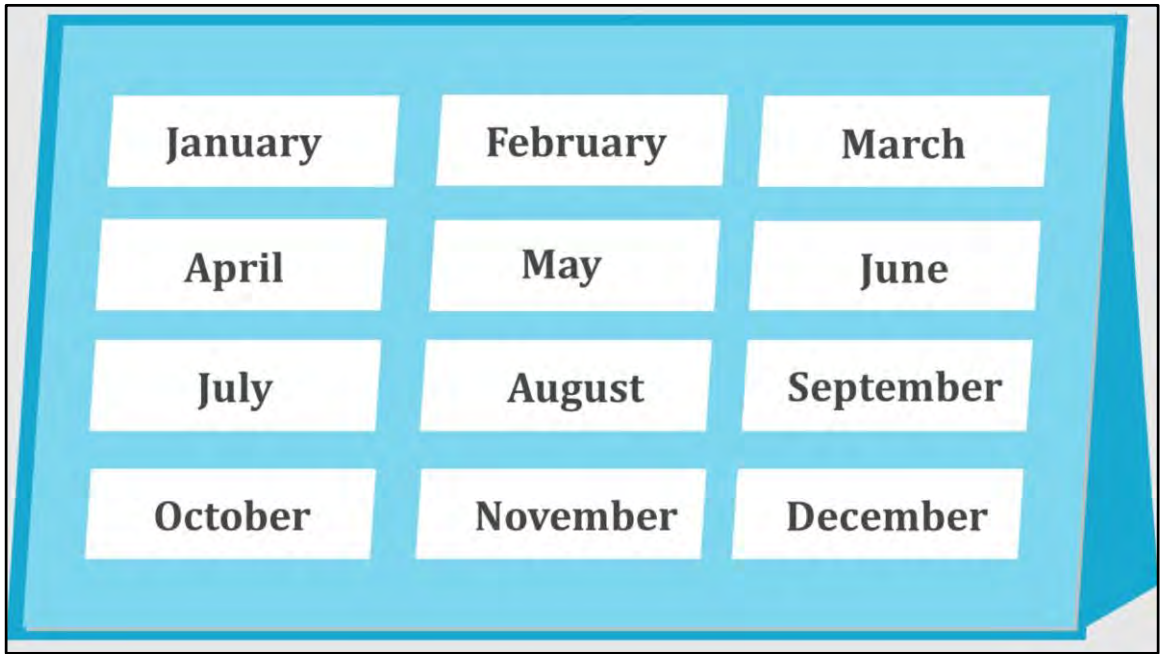 January February March
April May June
July August September
October November December